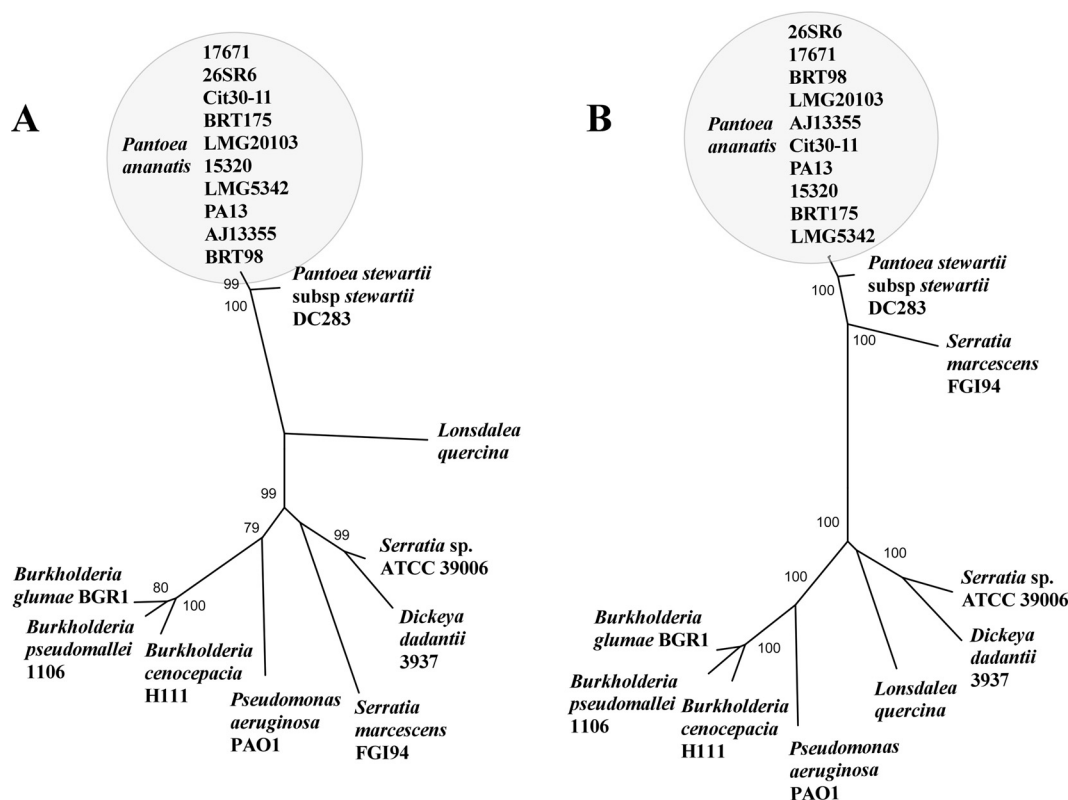 A
17671
26SR6
Cit30-11
BRT175
LMG20103
15320
LMG5342
PA13
AJ13355
BRT98
Pantoea
ananatis
99
100
Pantoea stewartii
subsp stewartii
DC283
Lonsdalea
quercina
99
79
99
Serratia sp.
ATCC 39006
Burkholderia
glumae BGR1
80
100
Burkholderia
pseudomallei
1106
Burkholderia
cenocepacia
H111
Pseudomonas
aeruginosa
PAO1
Serratia
marcescens
FGI94
Dickeya
dadantii
3937
B
26SR6
17671
BRT98
LMG20103
AJ13355
Cit30-11
PA13
15320
BRT175
LMG5342
Pantoea
ananatis
100
Pantoea stewartii
subsp stewartii
DC283
100
Serratia
marcescens
FGI94
100
100
100
Serratia sp.
ATCC 39006
Burkholderia
glumae BGR1
100
Burkholderia
pseudomallei
1106
Burkholderia
cenocepacia
H111
Pseudomonas
aeruginosa
PAO1
Lonsdalea
quercina
Dickeya
dadantii
3937